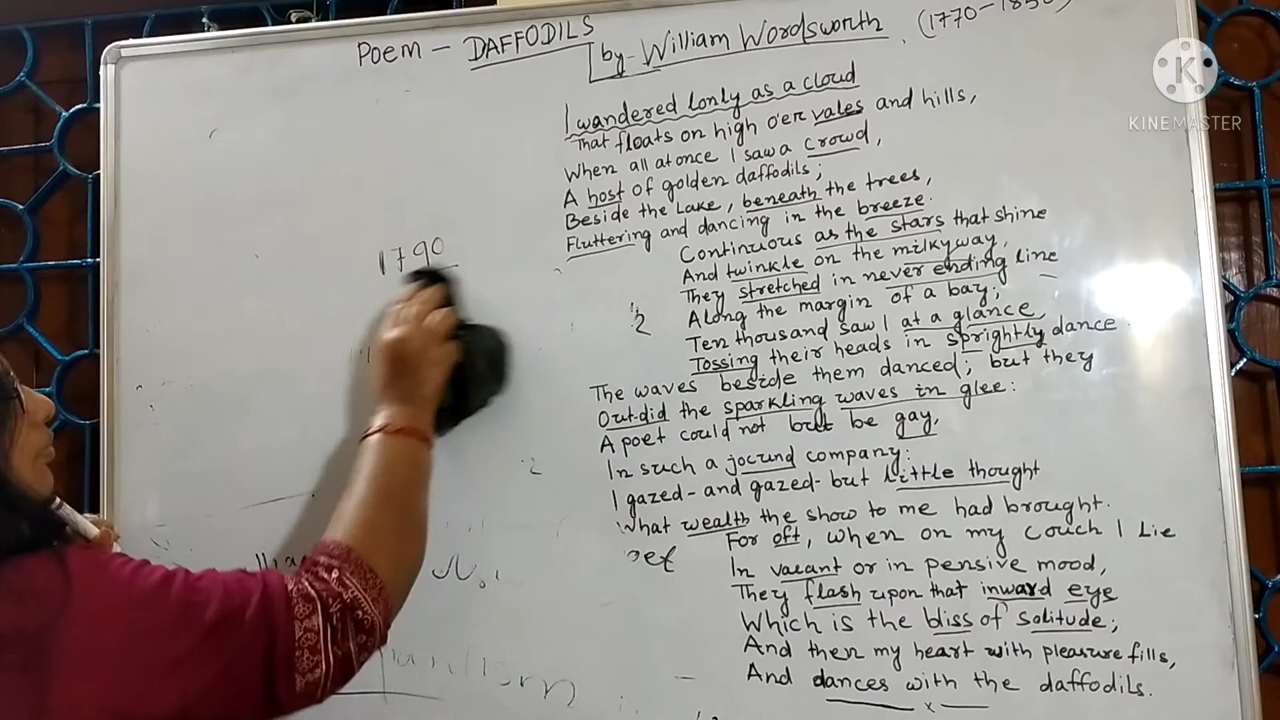 Poem - DAFFODILS
by- William Wordsworth (1770-1850)
I wandered lonly as a cloud
That floats on high o'er vales and hills,
When all at once I saw a crowd,
A host of golden daffodils;
Beside the Lake, beneath the trees,
Fluttering and dancing in the breeze.
Continuous as the stars that shine
And twinkle on the milkyway,
They stretched in never ending line
Along the margin of a bay;
Ten thousand saw I at a glance,
Tossing their heads in sprightly dance.
The waves beside them danced; but they
Out-did the sparkling waves in glee:
A poet could not but be gay,
In such a jocund company:
I gazed- and gazed- but little thought
What wealth the show to me had brought.
For oft, when on my couch I Lie
In vacant or in pensive mood,
They flash upon that inward eye
Which is the bliss of solitude;
And then my heart with pleasure fills,
And dances with the daffodils.
x
1790
2
KINEMASTER